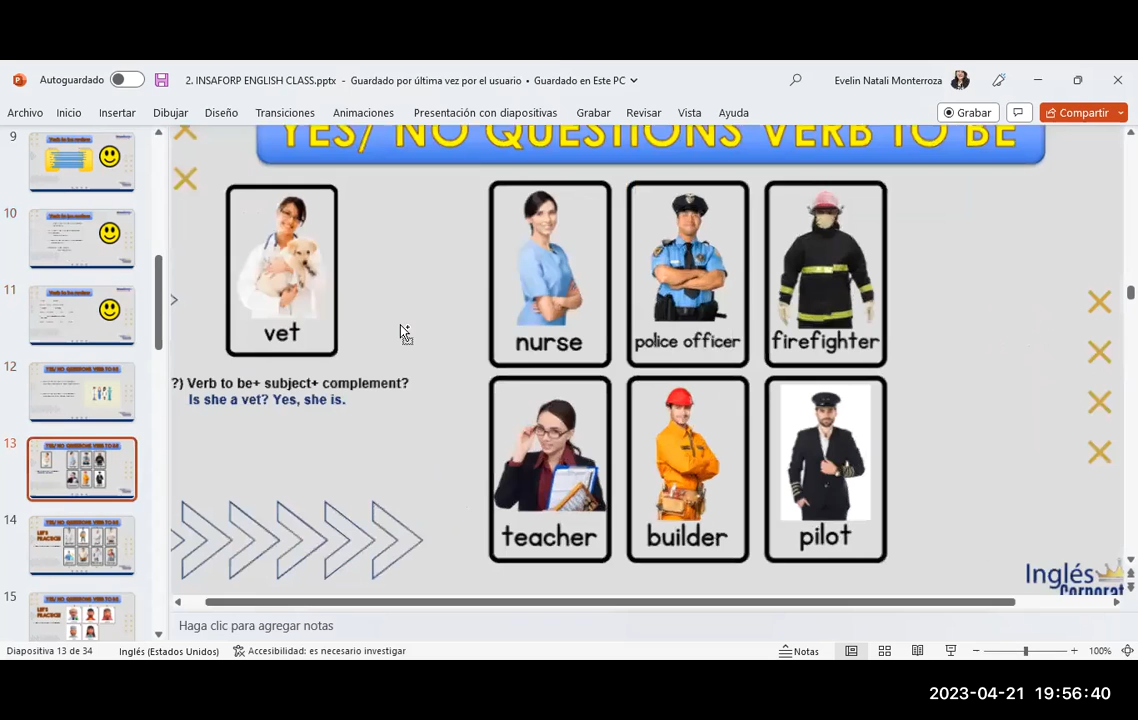 Autoguardado
2. INSAFORP ENGLISH CLASS.pptx - Guardado por última vez por el usuario • Guardado en Este PC
Evelin Natali Monterroza
Archivo Inicio Insertar Dibujar Diseño Transiciones Animaciones Presentación con diapositivas Grabar Revisar Vista Ayuda
Grabar
Compartir
9
10
11
12
13
14
15
YES/ NO QUESTIONS VERB TO BE
vet
nurse
police officer
firefighter
?) Verb to be+ subject+ complement?
Is she a vet? Yes, she is.
teacher
builder
pilot
Inglés
Corporat
Haga clic para agregar notas
Diapositiva 13 de 34
Inglés (Estados Unidos)
Accesibilidad: es necesario investigar
Notas
100%
2023-04-21 19:56:40